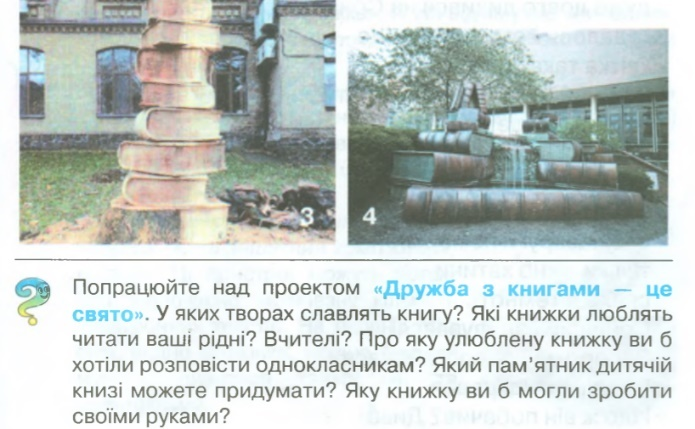 3
4
Попрацюйте над проектом «Дружба з книгами — це
свято». У яких творах славлять книгу? Які книжки люблять
читати ваші рідні? Вчителі? Про яку улюблену книжку ви б
хотіли розповісти однокласникам? Який пам'ятник дитячій
книзі можете придумати? Яку книжку ви б могли зробити
своїми руками?